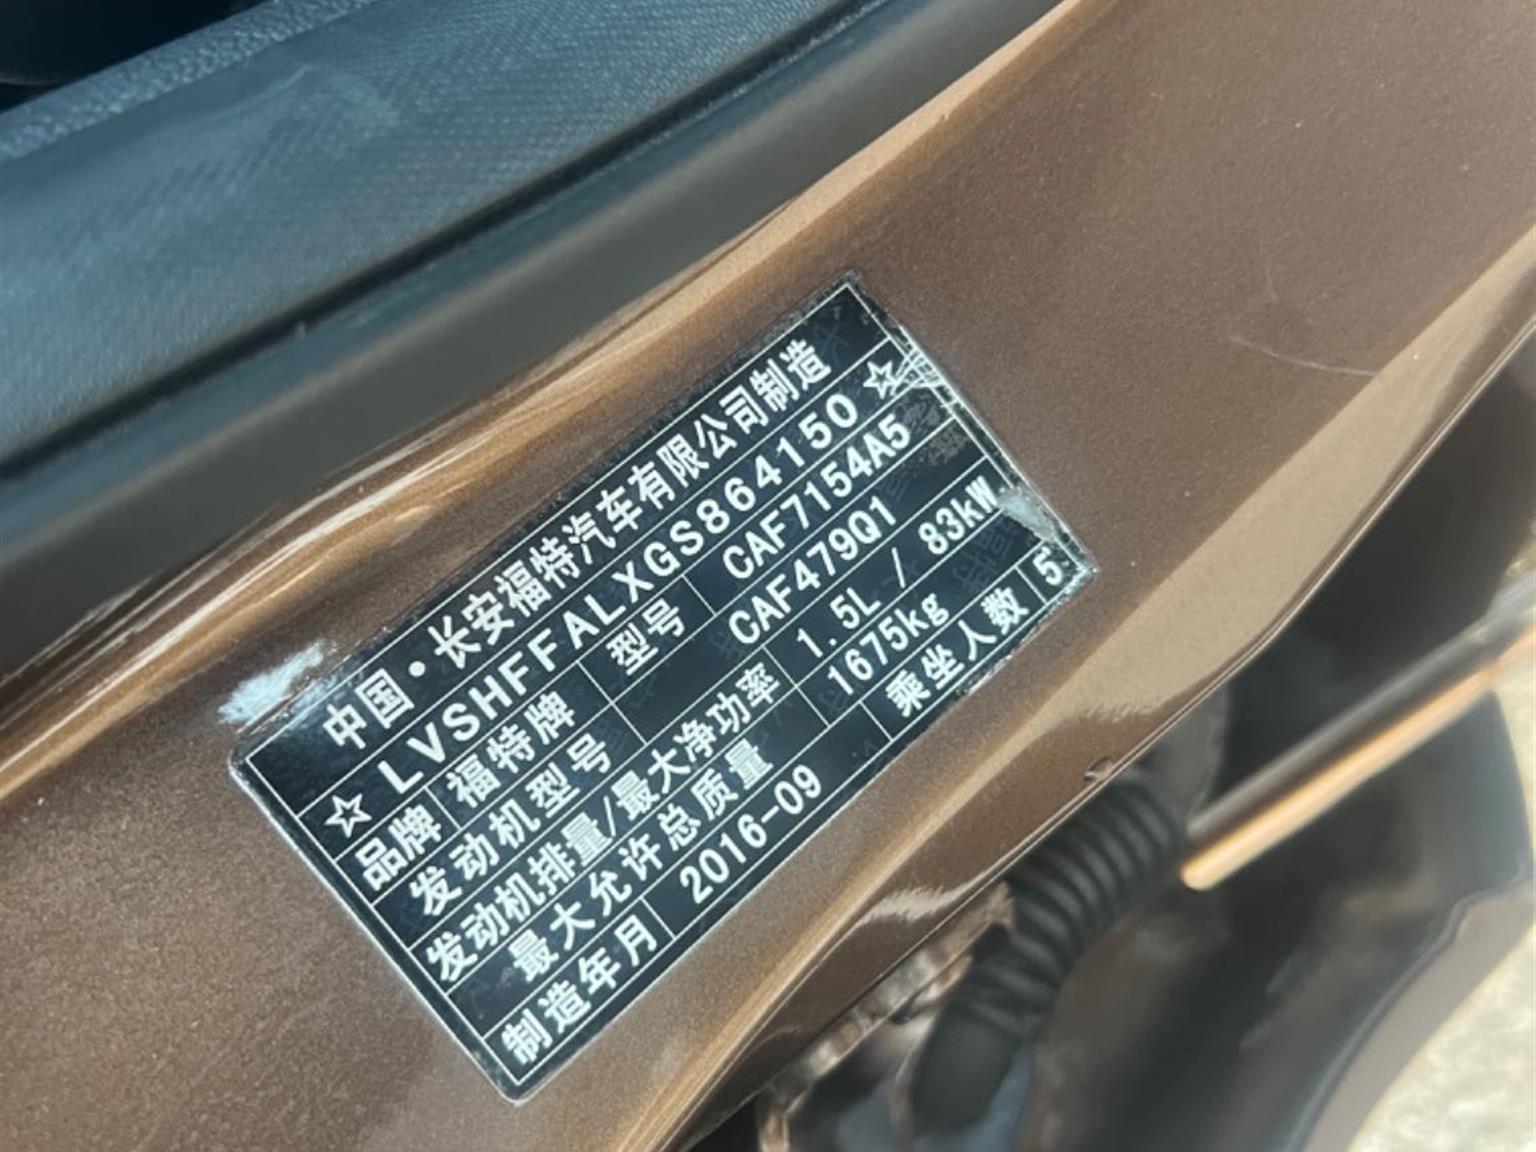 中国·长安福特汽车有限公司制造
☆LVSHFFALXGS864150☆
品牌 福特牌 型号 CAF7154A5
发动机型号 CAF479Q1
发动机排量/最大净功率 1.5L / 83kW
最大允许总质量 1675kg
制造年月 2016-09 乘坐人数 5